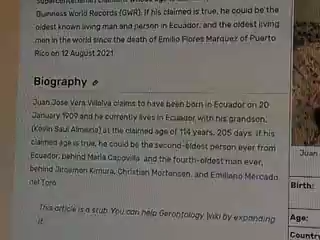 Guinness World Records (GWR). If his claimed is true, he could be the
oldest known living man and person in Ecuador, and the oldest living
man in the world since the death of Emilio Flores Marquez of Puerto
Rico on 12 August 2021
Biography
Juan Jose Vera Villalva claims to have been born in Ecuador on 20
January 1909 and he currently lives in Ecuador with his grandson,
(Kevin Saul Almeria) at the claimed age of 114 years, 205 days. If his
claimed age is true, he could be the second-oldest person ever from
Ecuador, behind Maria Capovilla and the fourth-oldest man ever,
behind Jiroemon Kimura, Christian Mortensen, and Emiliano Mercado
del Toro
This article is a stub. You can help Gerontology Wiki by expanding
it
Juan
Birth:
Age:
Country